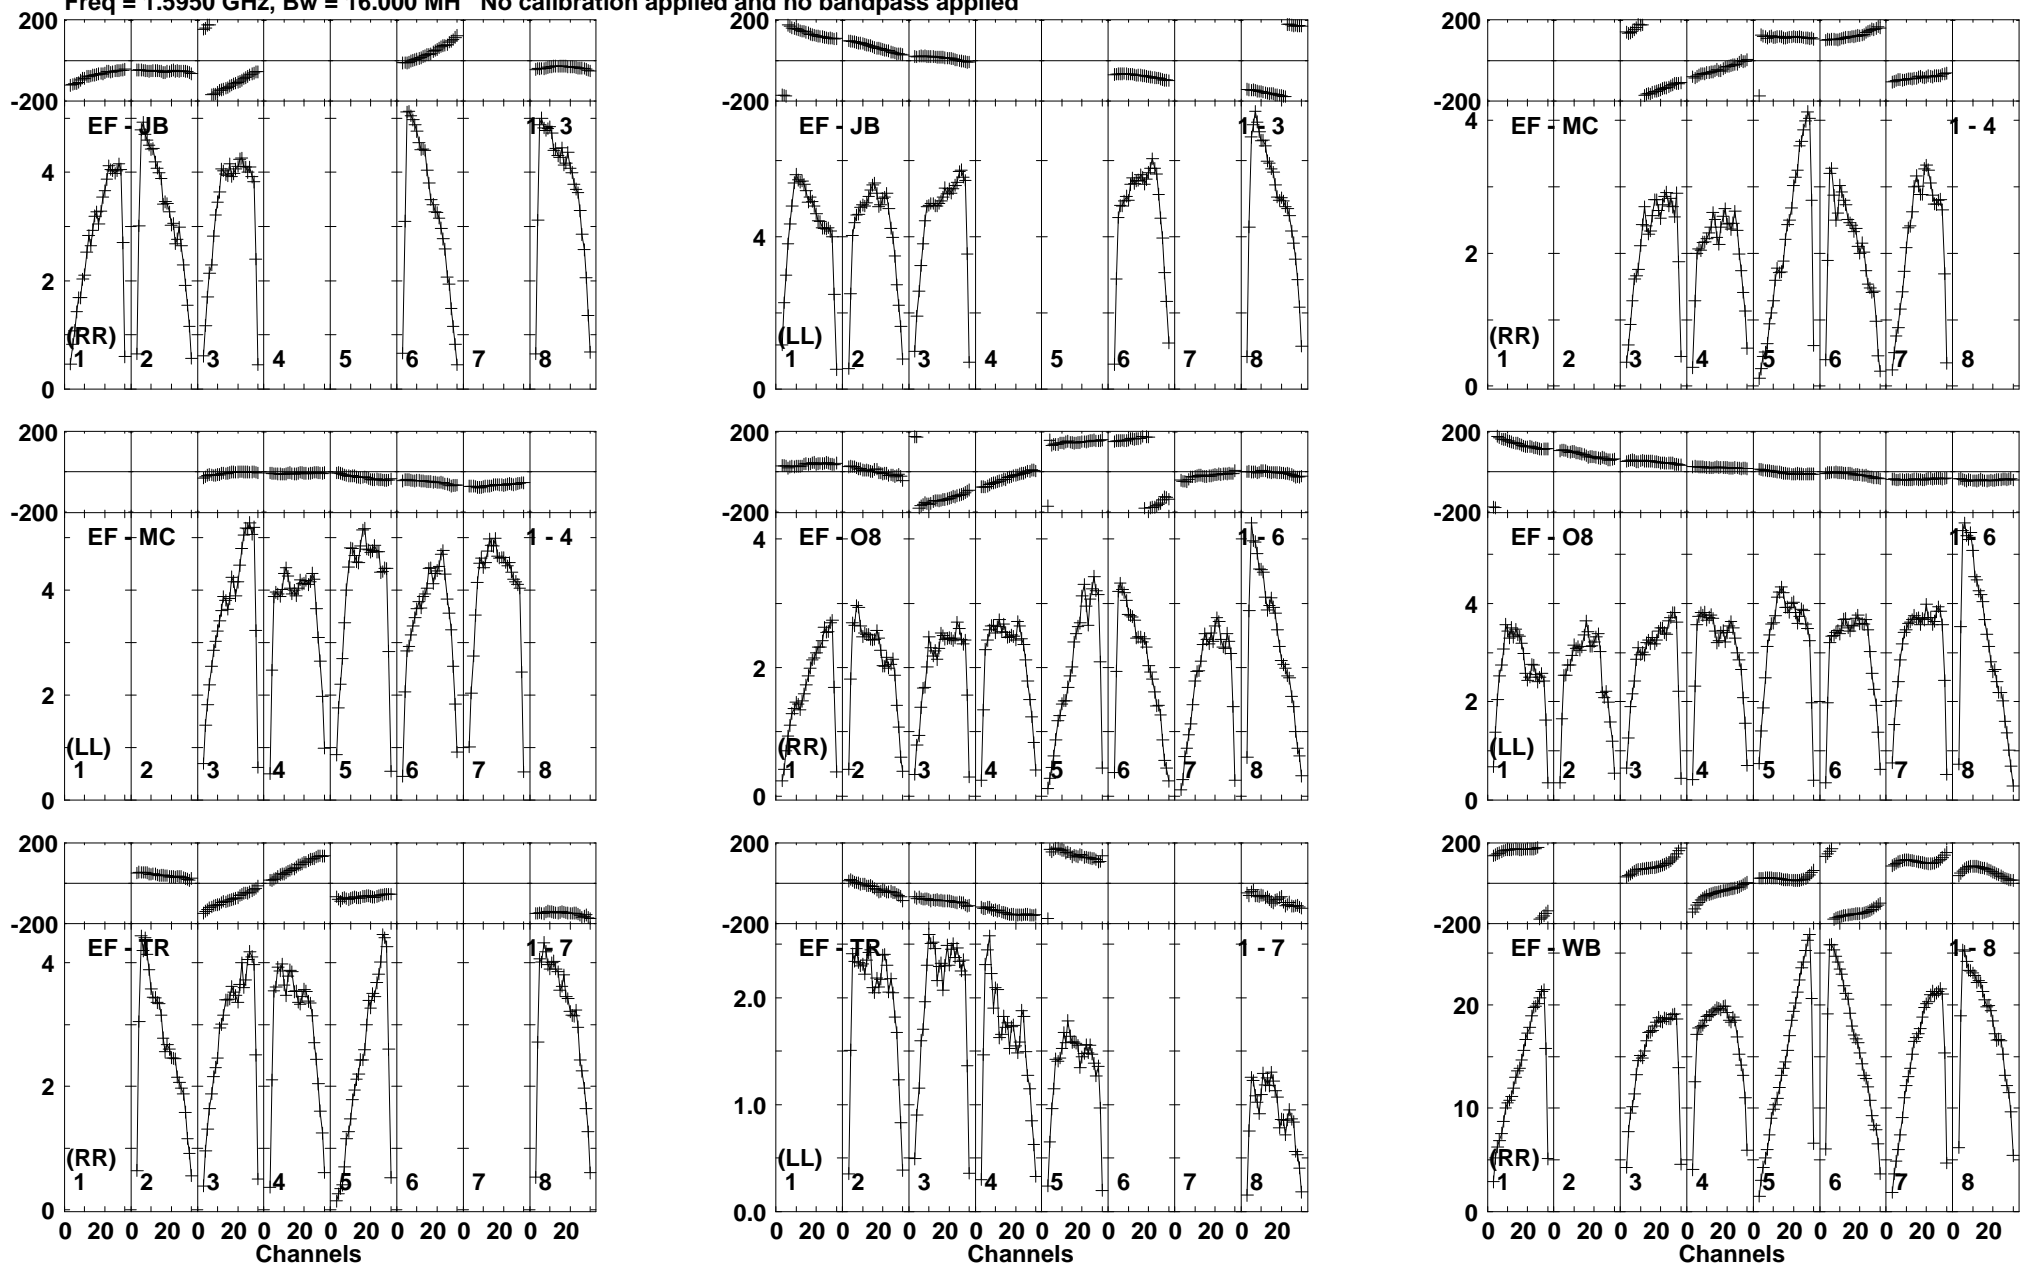 Freq = 1.5950 GHz, Bw = 16.000 MH No calibration applied and no bandpass applied
200 200 200
-200 -200 -200
EF - JB 1 - 3 EF - JB 1 - 3 EF - MC 1 - 4
4 4 4
2 2
(RR) (LL) (RR)
1 2 3 4 5 6 7 8 1 2 3 4 5 6 7 8 1 2 3 4 5 6 7 8
0 0 0
200 200 200
-200 -200 -200
EF - MC 1 - 4 EF - O8 1 - 6 EF - O8 1 - 6
4 4 4
2 2 2
(LL) (RR) (LL)
1 2 3 4 5 6 7 8 1 2 3 4 5 6 7 8 1 2 3 4 5 6 7 8
0 0 0
200 200 200
-200 -200 -200
EF - TR 1 - 7 EF - TR 1 - 7 EF - WB 1 - 8
4 2.0 20
2 1.0 10
(RR) (LL) (RR)
1 2 3 4 5 6 7 8 1 2 3 4 5 6 7 8 1 2 3 4 5 6 7 8
0 0.0 0
0 20 0 20 0 20 0 20 0 20 0 20 0 20 0 20 0 20 0 20 0 20 0 20 0 20 0 20 0 20 0 20 0 20 0 20 0 20 0 20 0 20 0 20 0 20 0 20
Channels Channels Channels